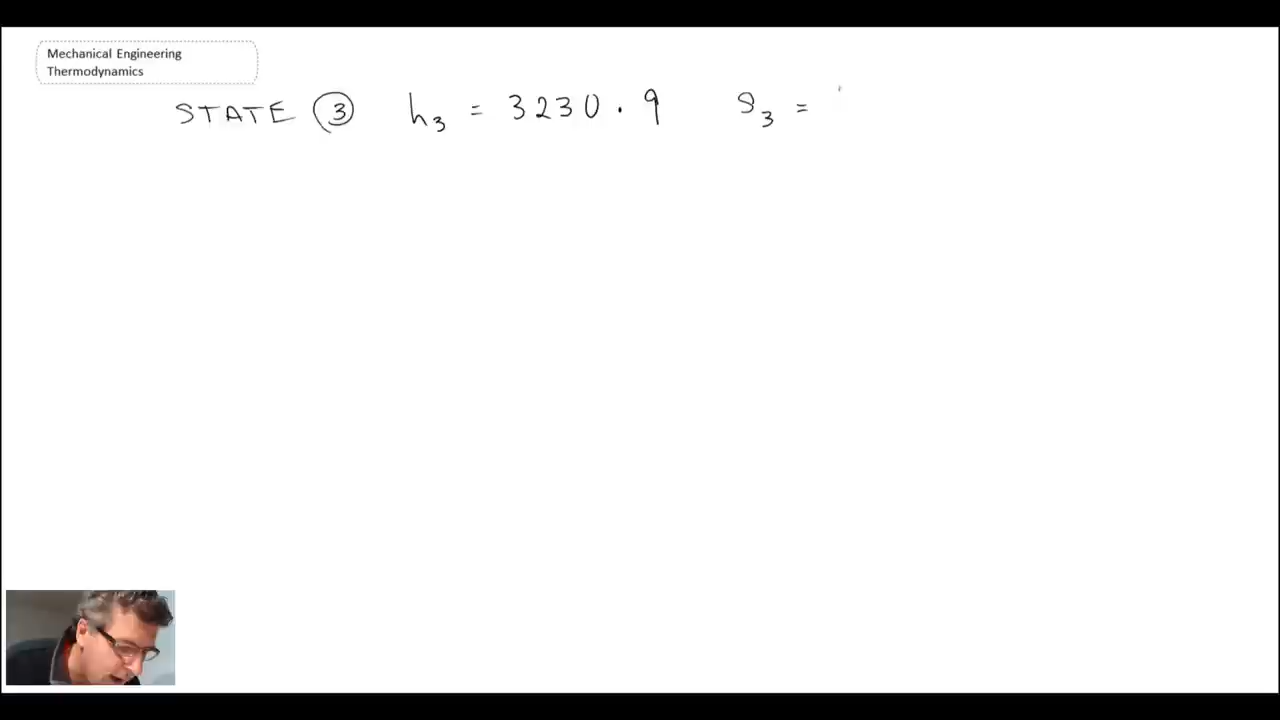 Mechanical Engineering
Thermodynamics
STATE ③ h₃ = 3230.9 s₃ =